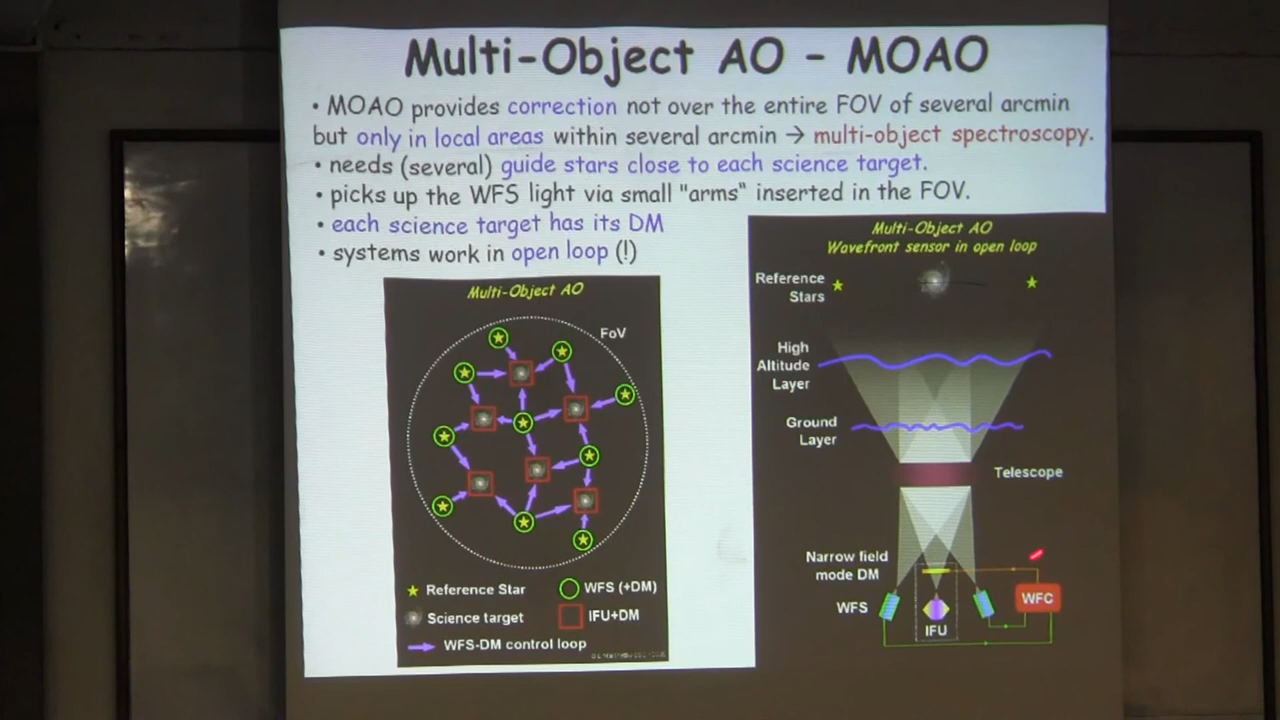 Multi-Object AO - MOAO
• MOAO provides correction not over the entire FOV of several arcmin
but only in local areas within several arcmin → multi-object spectroscopy.
• needs (several) guide stars close to each science target.
• picks up the WFS light via small "arms" inserted in the FOV.
• each science target has its DM
• systems work in open loop (!)
Multi-Object AO
FoV
Reference Star
WFS (+DM)
Science target
IFU+DM
WFS-DM control loop
Multi-Object AO
Wavefront sensor in open loop
Reference
Stars
High
Altitude
Layer
Ground
Layer
Telescope
Narrow field
mode DM
WFS
WFC
IFU